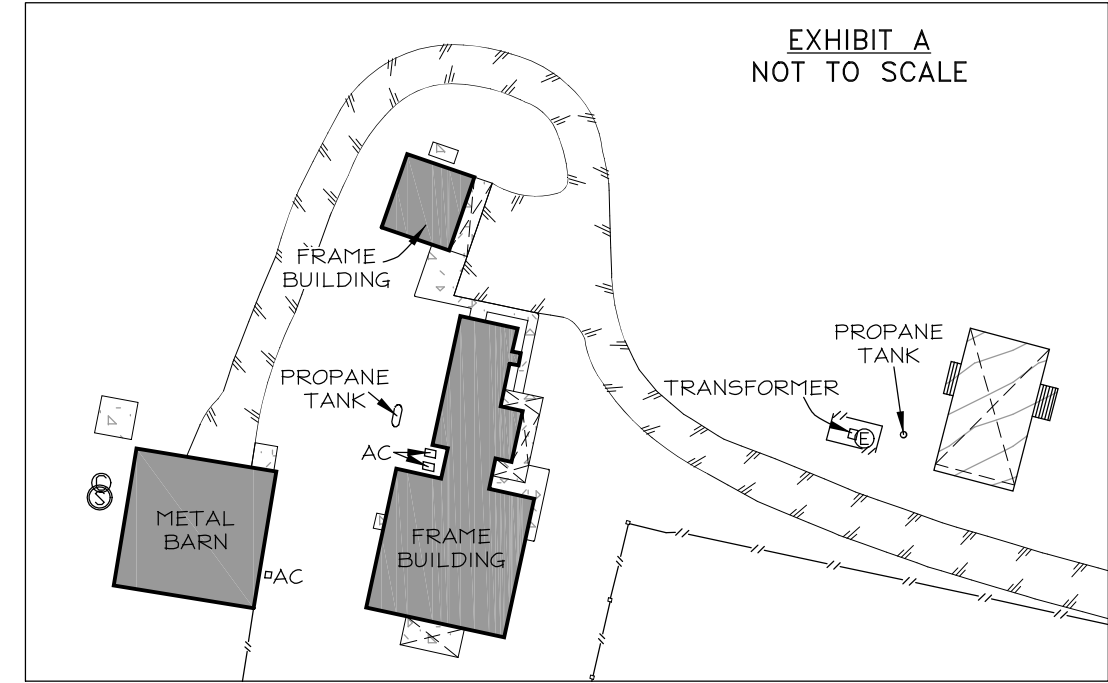 EXHIBIT A
NOT TO SCALE
FRAME
BUILDING
PROPANE
TANK
TRANSFORMER
PROPANE
TANK
AC
E
C
S
METAL
BARN
FRAME
BUILDING
AC